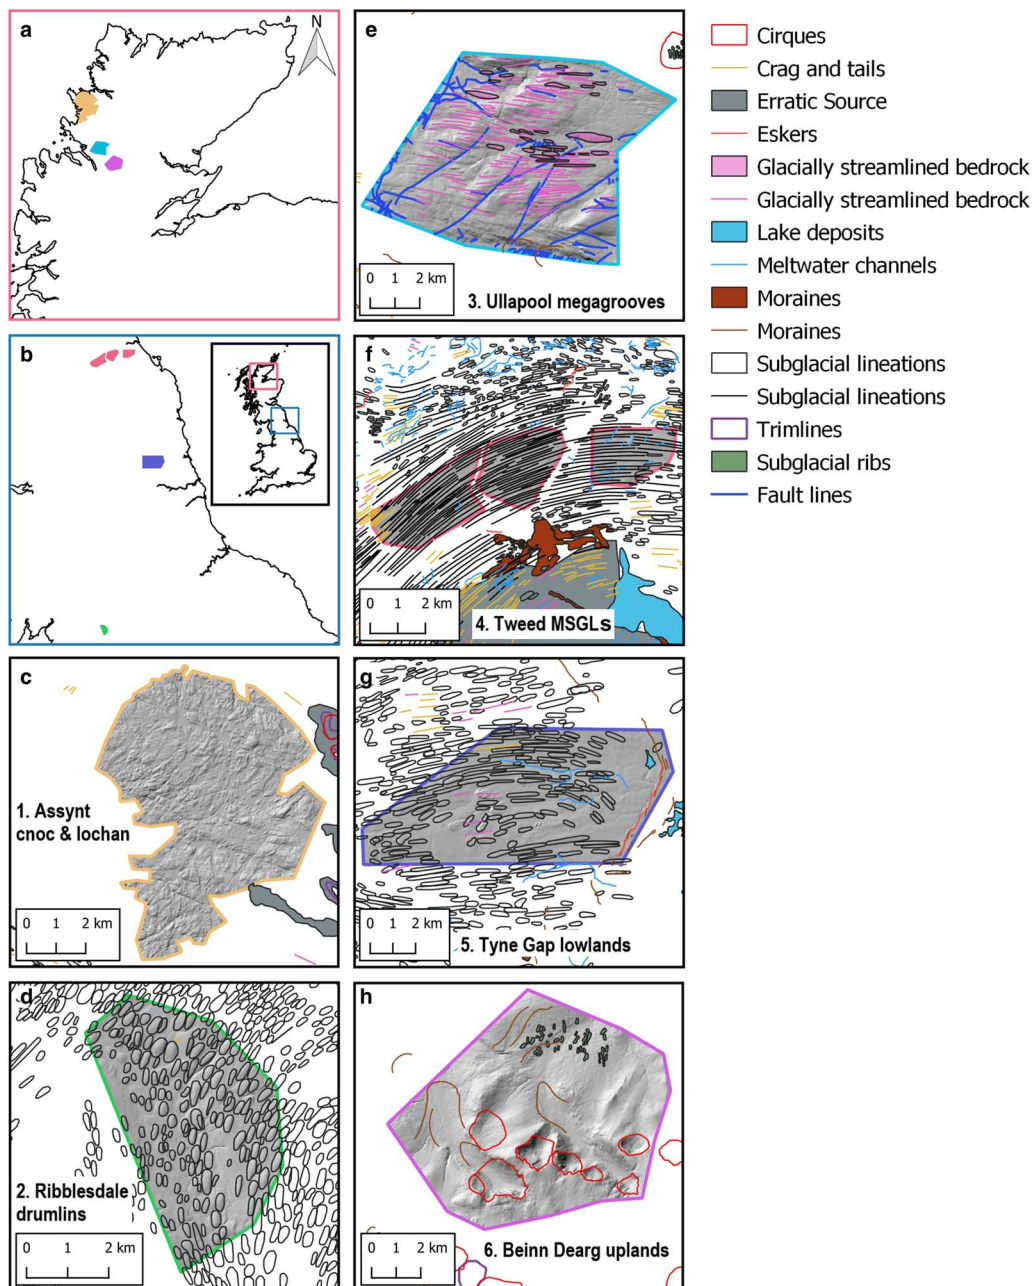 a
N
b
c
1. Assynt
cnoc & lochan
0 1 2 km
d
2. Ribblesdale
drumlins
0 1 2 km
e
0 1 2 km
3. Ullapool megagrooves
f
0 1 2 km
4. Tweed MSGLs
g
0 1 2 km
5. Tyne Gap lowlands
h
0 1 2 km
6. Beinn Dearg uplands
Cirques
Crag and tails
Erratic Source
Eskers
Glacially streamlined bedrock
Glacially streamlined bedrock
Lake deposits
Meltwater channels
Moraines
Moraines
Subglacial lineations
Subglacial lineations
Trimlines
Subglacial ribs
Fault lines